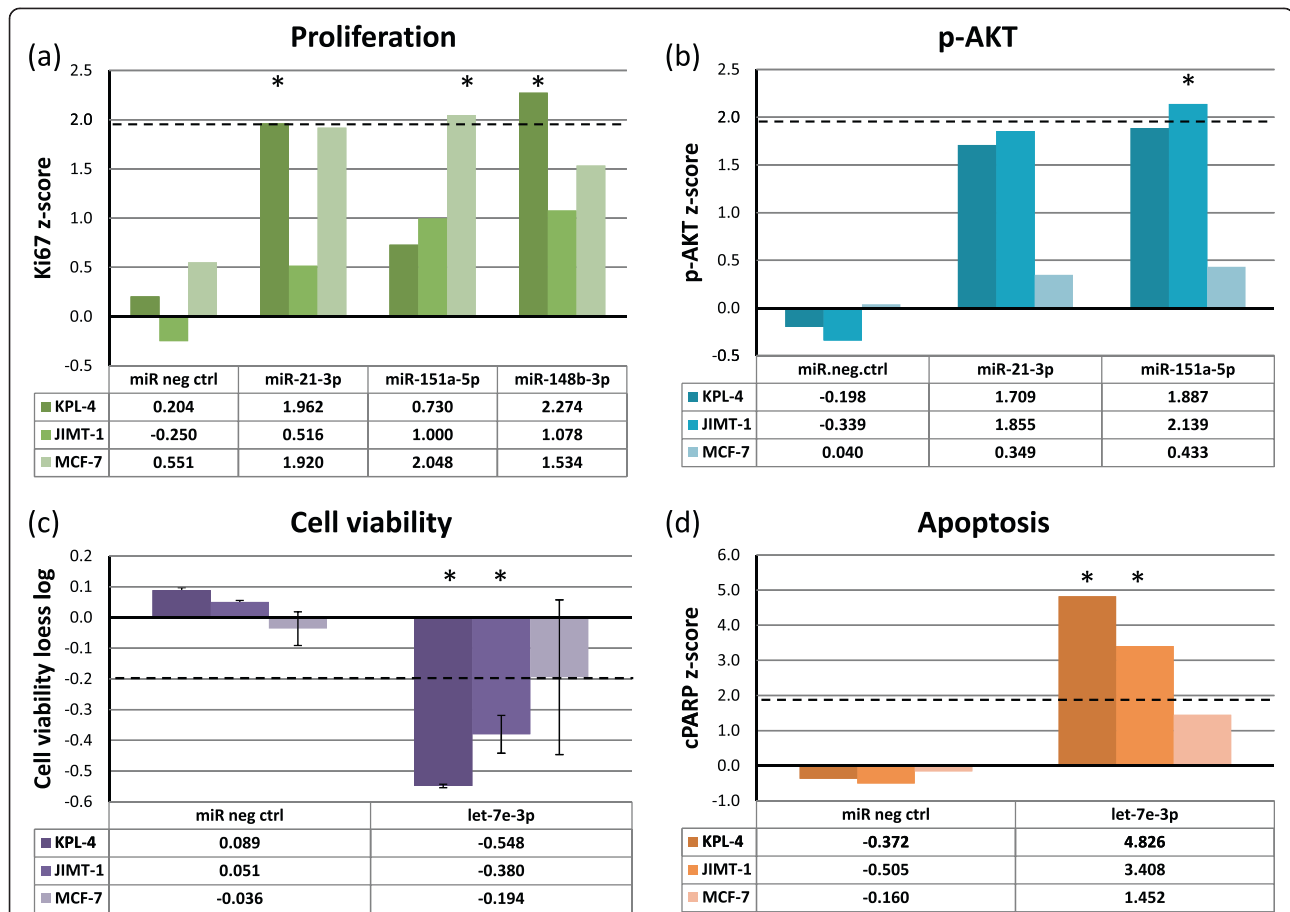 Proliferation
(a)
Ki67 z-score
2.5
2.0
1.5
1.0
0.5
0.0
-0.5
* * *
miR neg ctrl miR-21-3p miR-151a-5p miR-148b-3p
KPL-4 0.204 1.962 0.730 2.274
JIMT-1 -0.250 0.516 1.000 1.078
MCF-7 0.551 1.920 2.048 1.534
p-AKT
(b)
p-AKT z-score
2.5
2.0
1.5
1.0
0.5
0.0
-0.5
*
miR.neg.ctrl miR-21-3p miR-151a-5p
KPL-4 -0.198 1.709 1.887
JIMT-1 -0.339 1.855 2.139
MCF-7 0.040 0.349 0.433
Cell viability
(c)
Cell viability loess log
0.2
0.1
0.0
-0.1
-0.2
-0.3
-0.4
-0.5
-0.6
* *
miR neg ctrl let-7e-3p
KPL-4 0.089 -0.548
JIMT-1 0.051 -0.380
MCF-7 -0.036 -0.194
Apoptosis
(d)
cPARP z-score
6.0
5.0
4.0
3.0
2.0
1.0
0.0
-1.0
* *
miR neg ctrl let-7e-3p
KPL-4 -0.372 4.826
JIMT-1 -0.505 3.408
MCF-7 -0.160 1.452